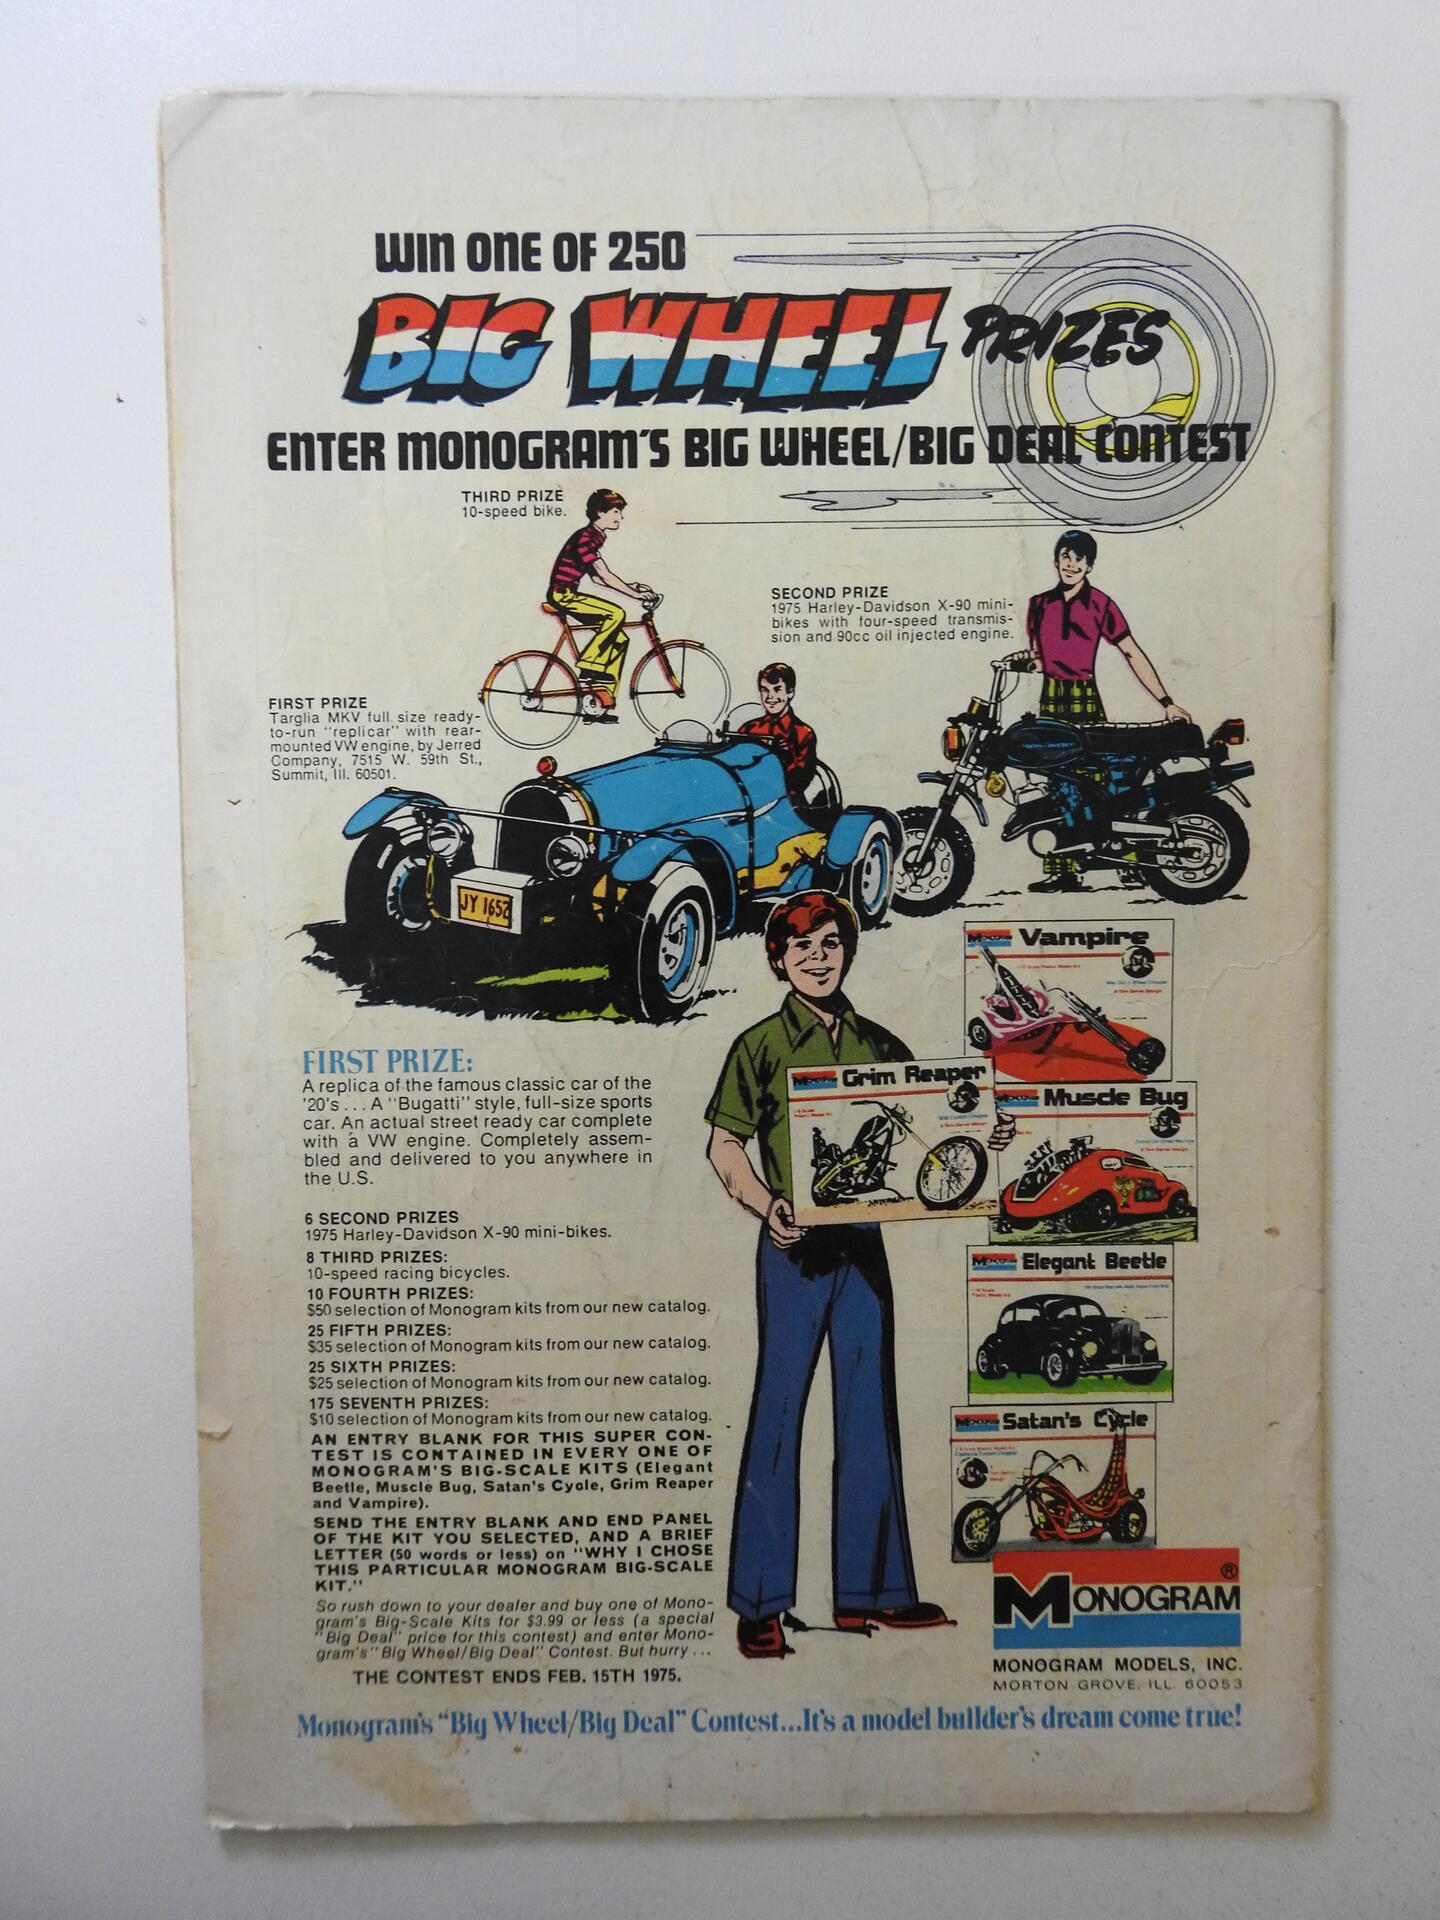 WIN ONE OF 250
BIG WHEEL PRIZES
ENTER MONOGRAM'S BIG WHEEL/BIG DEAL CONTEST
THIRD PRIZE
10-speed bike.
SECOND PRIZE
1975 Harley-Davidson X-90 mini-
bikes with four-speed transmis-
sion and 90cc oil injected engine.
FIRST PRIZE
Targlia MKV full size ready-
to-run "replicar" with rear-
mounted VW engine, by Jerred
Company, 7515 W. 59th St.,
Summit, Ill. 60501.
JY 1652
MONOGRAM Vampire
MONOGRAM Grim Reaper
MONOGRAM Muscle Bug
MONOGRAM Elegant Beetle
MONOGRAM Satan's Cycle
FIRST PRIZE:
A replica of the famous classic car of the
'20's ... A "Bugatti" style, full-size sports
car. An actual street ready car complete
with a VW engine. Completely assem-
bled and delivered to you anywhere in
the U.S.
6 SECOND PRIZES
1975 Harley-Davidson X-90 mini-bikes.
8 THIRD PRIZES:
10-speed racing bicycles.
10 FOURTH PRIZES:
$50 selection of Monogram kits from our new catalog.
25 FIFTH PRIZES:
$35 selection of Monogram kits from our new catalog.
25 SIXTH PRIZES:
$25 selection of Monogram kits from our new catalog.
175 SEVENTH PRIZES:
$10 selection of Monogram kits from our new catalog.
AN ENTRY BLANK FOR THIS SUPER CON-
TEST IS CONTAINED IN EVERY ONE OF
MONOGRAM'S BIG-SCALE KITS (Elegant
Beetle, Muscle Bug, Satan's Cycle, Grim Reaper
and Vampire).
SEND THE ENTRY BLANK AND END PANEL
OF THE KIT YOU SELECTED, AND A BRIEF
LETTER (50 words or less) on "WHY I CHOSE
THIS PARTICULAR MONOGRAM BIG-SCALE
KIT."
So rush down to your dealer and buy one of Mono-
gram's Big-Scale Kits for $3.99 or less (a special
"Big Deal" price for this contest) and enter Mono-
gram's "Big Wheel/Big Deal" Contest. But hurry ...
THE CONTEST ENDS FEB. 15TH 1975.
MONOGRAM ®
MONOGRAM MODELS, INC.
MORTON GROVE, ILL. 60053
Monogram's "Big Wheel/Big Deal" Contest...It's a model builder's dream come true!